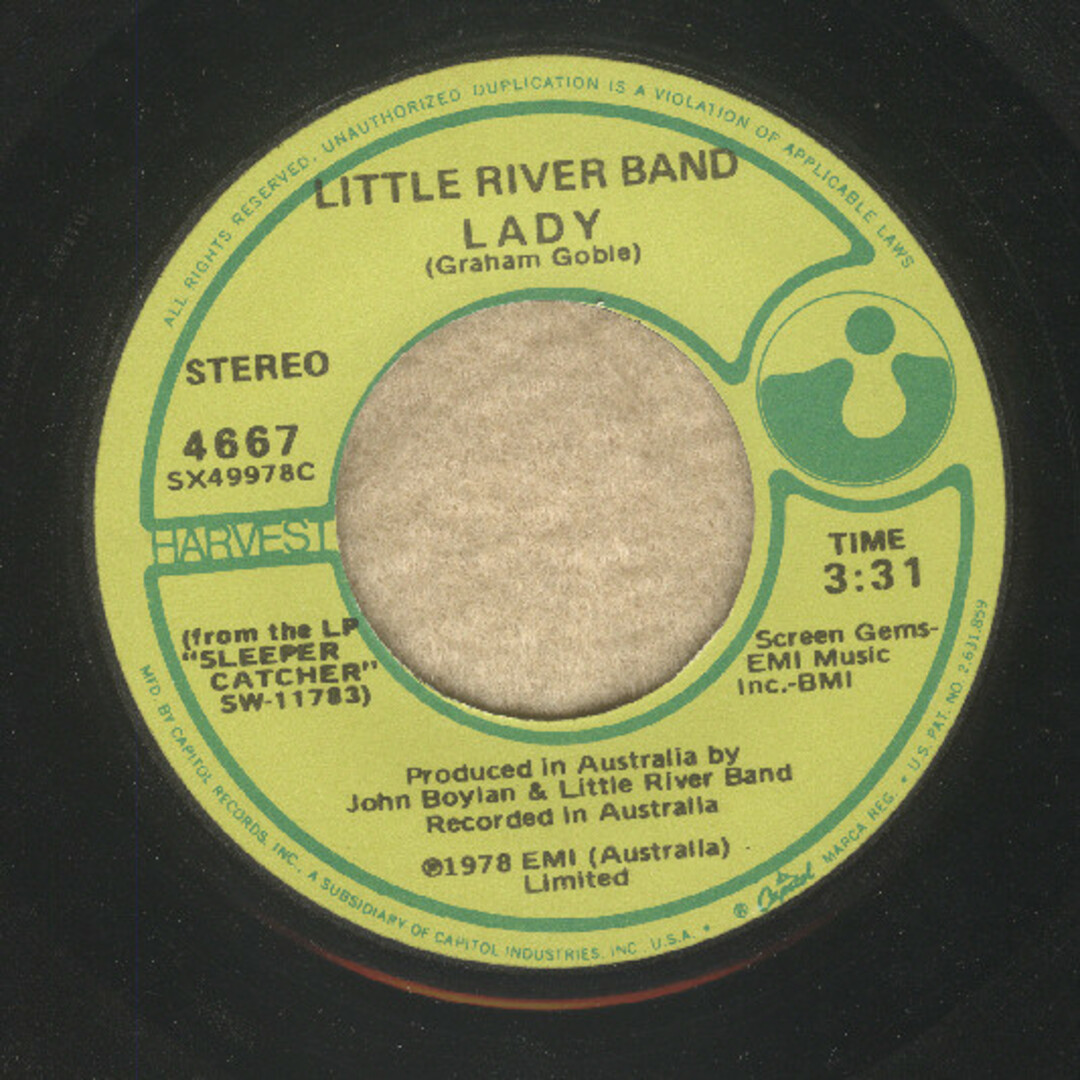 ALL RIGHTS RESERVED. UNAUTHORIZED DUPLICATION IS A VIOLATION OF APPLICABLE LAWS
LITTLE RIVER BAND
LADY
(Graham Goble)
STEREO
4667
SX49978C
HARVEST
TIME
3:31
(from the LP
"SLEEPER
CATCHER"
SW-11783)
Screen Gems-
EMI Music
Inc.-BMI
Produced in Australia by
John Boylan & Little River Band
Recorded in Australia
℗1978 EMI (Australia)
Limited
MFD. BY CAPITOL RECORDS, INC., A SUBSIDIARY OF CAPITOL INDUSTRIES, INC. U.S.A. • ® Capitol MARCA REG. • U.S. PAT. NO. 2,631,859